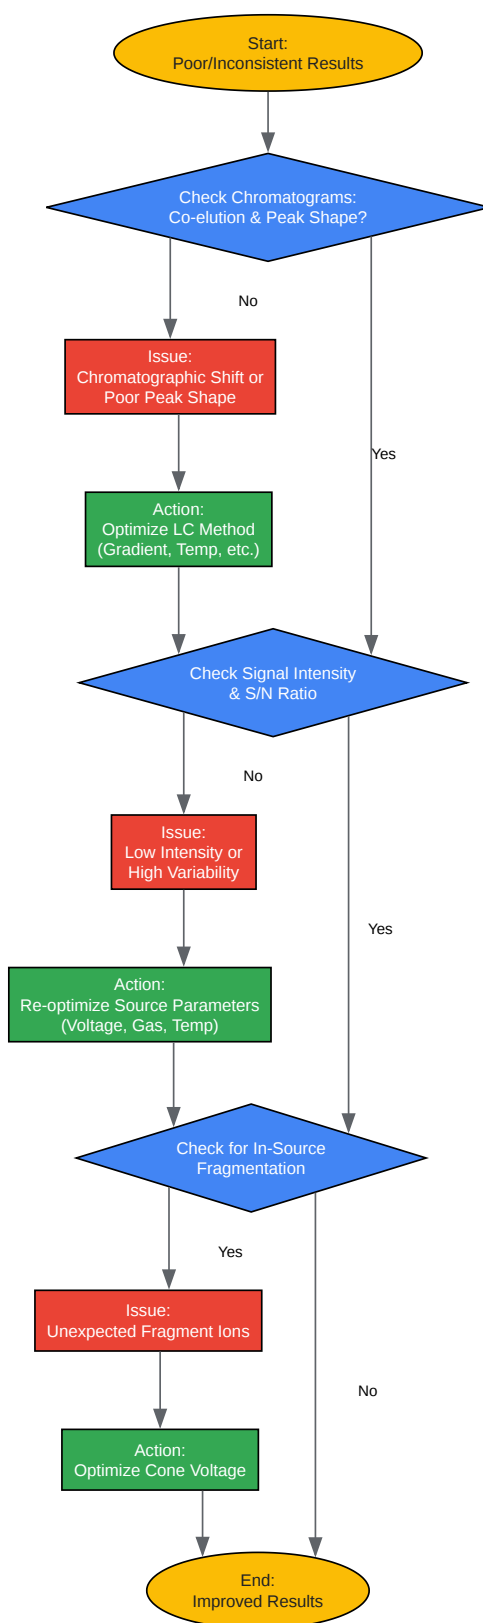 Start:
Poor/Inconsistent Results
Check Chromatograms:
Co-elution & Peak Shape?
No
Issue:
Chromatographic Shift or
Poor Peak Shape
Yes
Action:
Optimize LC Method
(Gradient, Temp, etc.)
Check Signal Intensity
& S/N Ratio
No
Issue:
Low Intensity or
High Variability
Yes
Action:
Re-optimize Source Parameters
(Voltage, Gas, Temp)
Check for In-Source
Fragmentation
Yes
Issue:
Unexpected Fragment Ions
No
Action:
Optimize Cone Voltage
End:
Improved Results